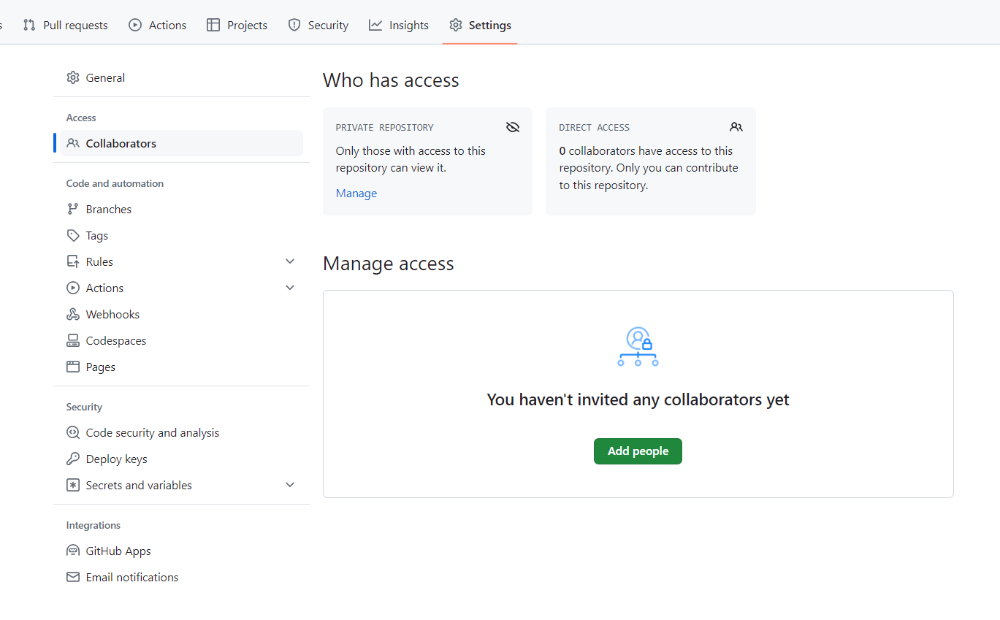 s Pull requests Actions Projects Security Insights Settings
General
Access
Collaborators
Code and automation
Branches
Tags
Rules
Actions
Webhooks
Codespaces
Pages
Security
Code security and analysis
Deploy keys
Secrets and variables
Integrations
GitHub Apps
Email notifications
Who has access
PRIVATE REPOSITORY
Only those with access to this
repository can view it.
Manage
DIRECT ACCESS
0 collaborators have access to this
repository. Only you can contribute
to this repository.
Manage access
You haven't invited any collaborators yet
Add people